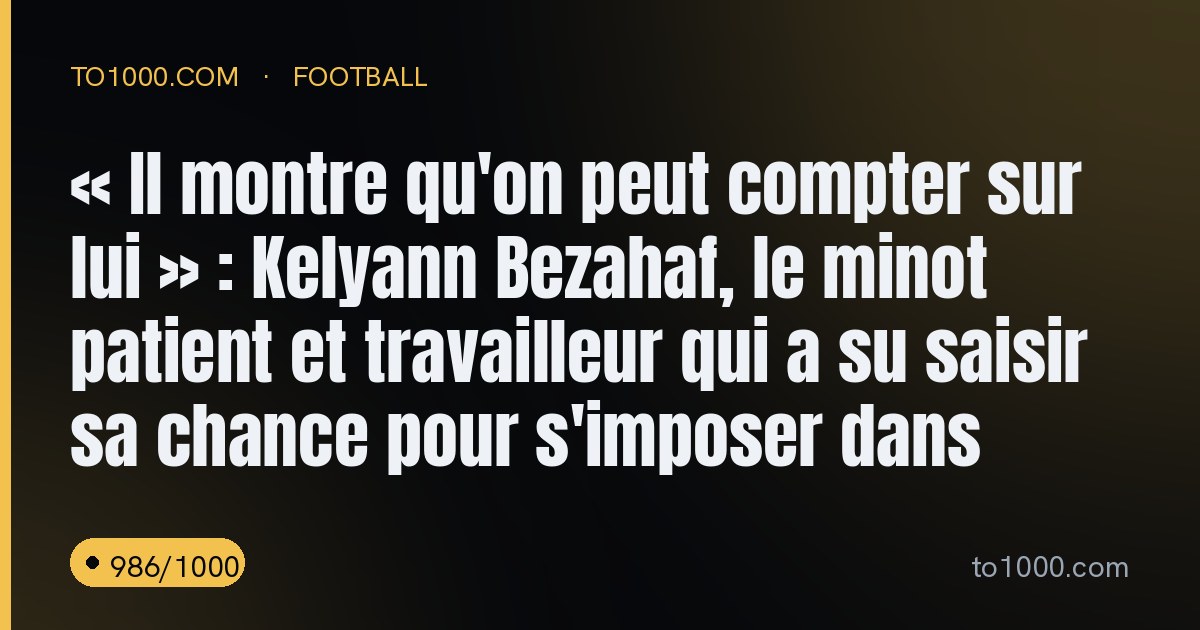 TO1000.COM · FOOTBALL
« Il montre qu'on peut compter sur
lui » : Kelyann Bezahaf, le minot
patient et travailleur qui a su saisir
sa chance pour s'imposer dans
986/1000
to1000.com